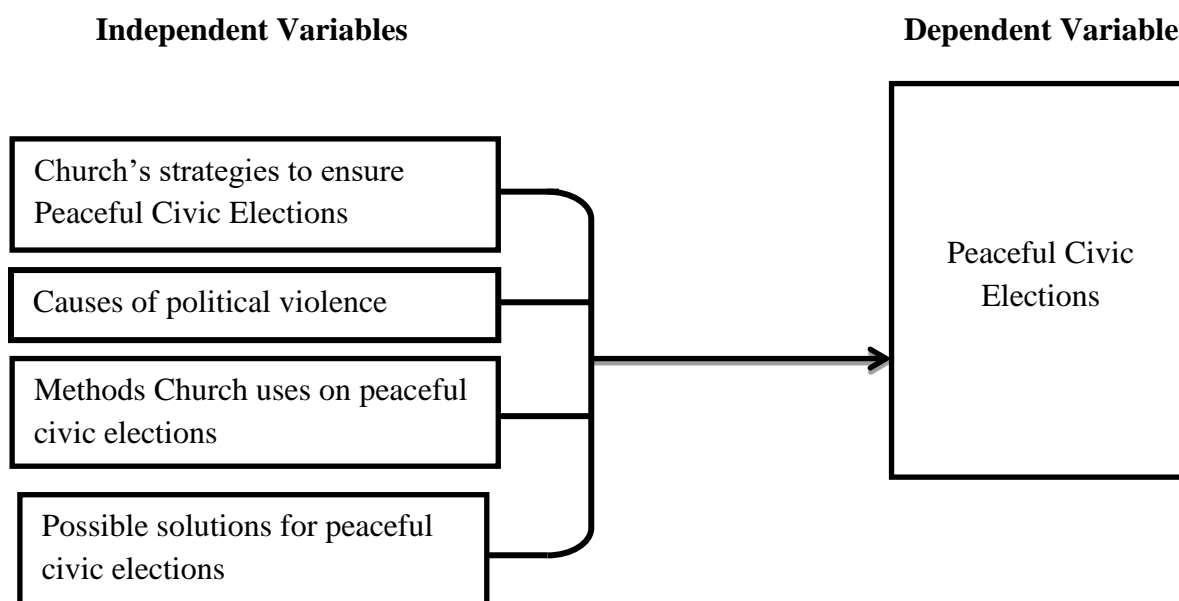 Independent Variables
Dependent Variable
Church’s strategies to ensure
Peaceful Civic Elections
Causes of political violence
Methods Church uses on peaceful
civic elections
Possible solutions for peaceful
civic elections
Peaceful Civic
Elections